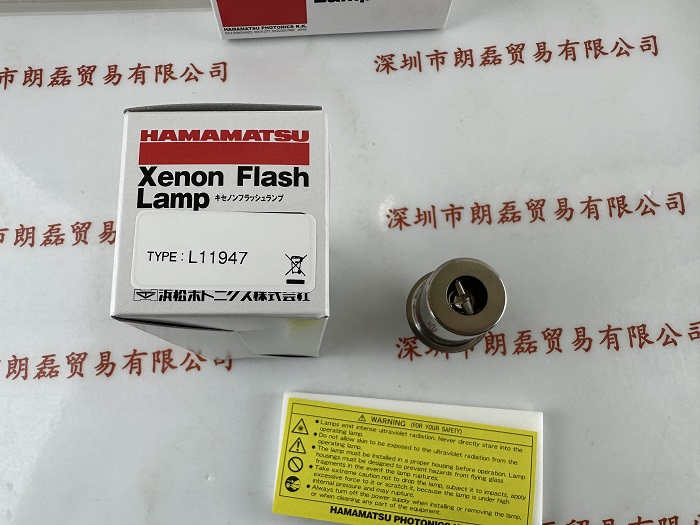 Lamp
HAMAMATSU PHOTONICS K.K.
深圳市朗磊贸易有限公司
深圳市朗磊贸易有限公司
HAMAMATSU
Xenon Flash
Lamp キセノンフラッシュランプ
TYPE: L11947
浜松ホトニクス株式会社
深圳市朗磊贸易有限公司
深圳市朗磊贸易有限公司
深圳市朗磊贸易有限公司
WARNING (FOR YOUR SAFETY)
● Lamps emit intense ultraviolet radiation. Never directly stare into the
operating lamp.
● Do not allow skin to be exposed to the ultraviolet radiation from the
operating lamp.
● The lamp must be installed in a proper housing before operation. Lamp
housings must be designed to prevent hazards from flying glass
fragments in the event the lamp ruptures.
● Take extreme caution not to drop the lamp, subject it to impacts, apply
excessive force to it or scratch it, because the lamp is under high
internal pressure and may rupture.
● Always turn off the power supply when installing or removing the lamp,
or when cleaning any part of the equipment.
HAMAMATSU PHOTONICS K.K.